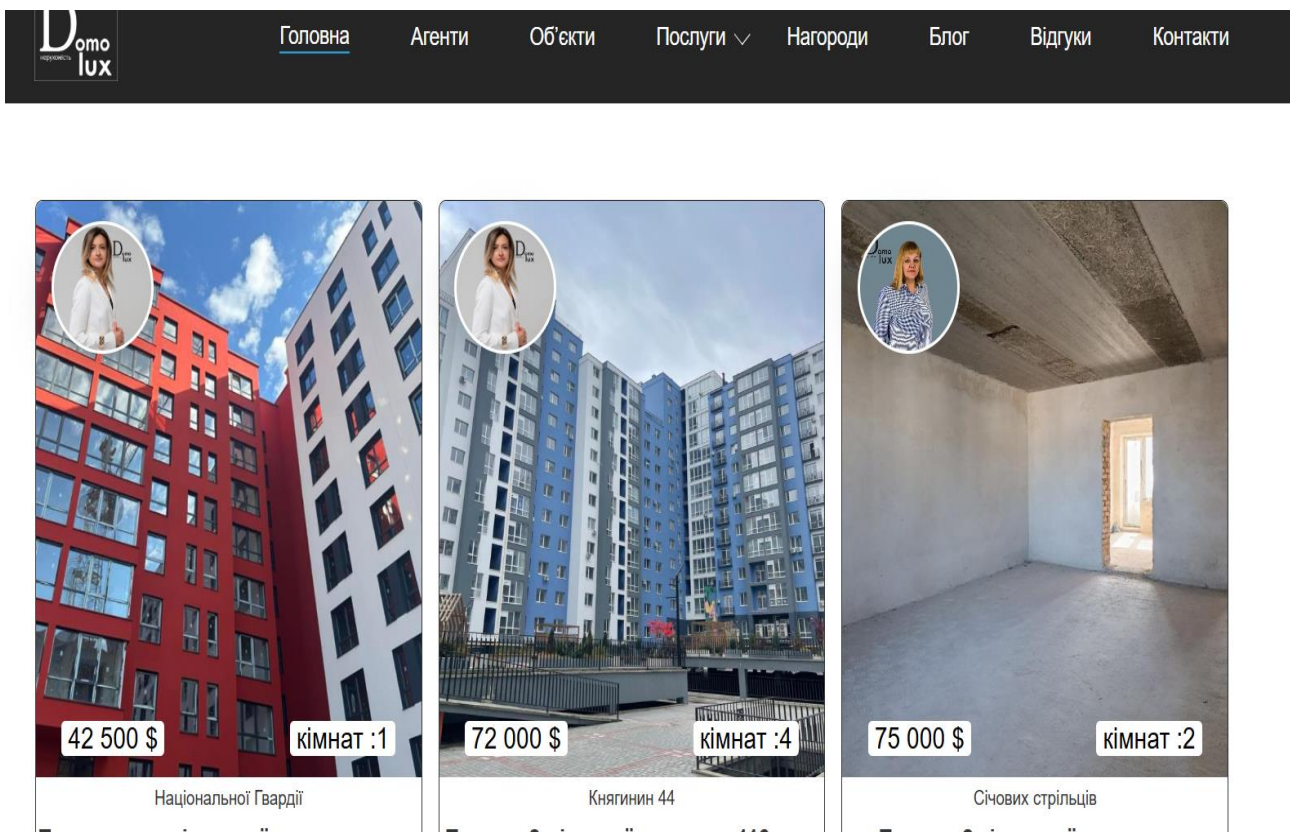 Domo
lux
нерухомість
Головна
Агенти
Об'єкти
Послуги
Нагороди
Блог
Відгуки
Контакти
Domo
lux
42 500 $
кімнат :1
Національної Гвардії
Domo
lux
72 000 $
кімнат :4
Княгинин 44
Domo
lux
75 000 $
кімнат :2
Січових стрільців